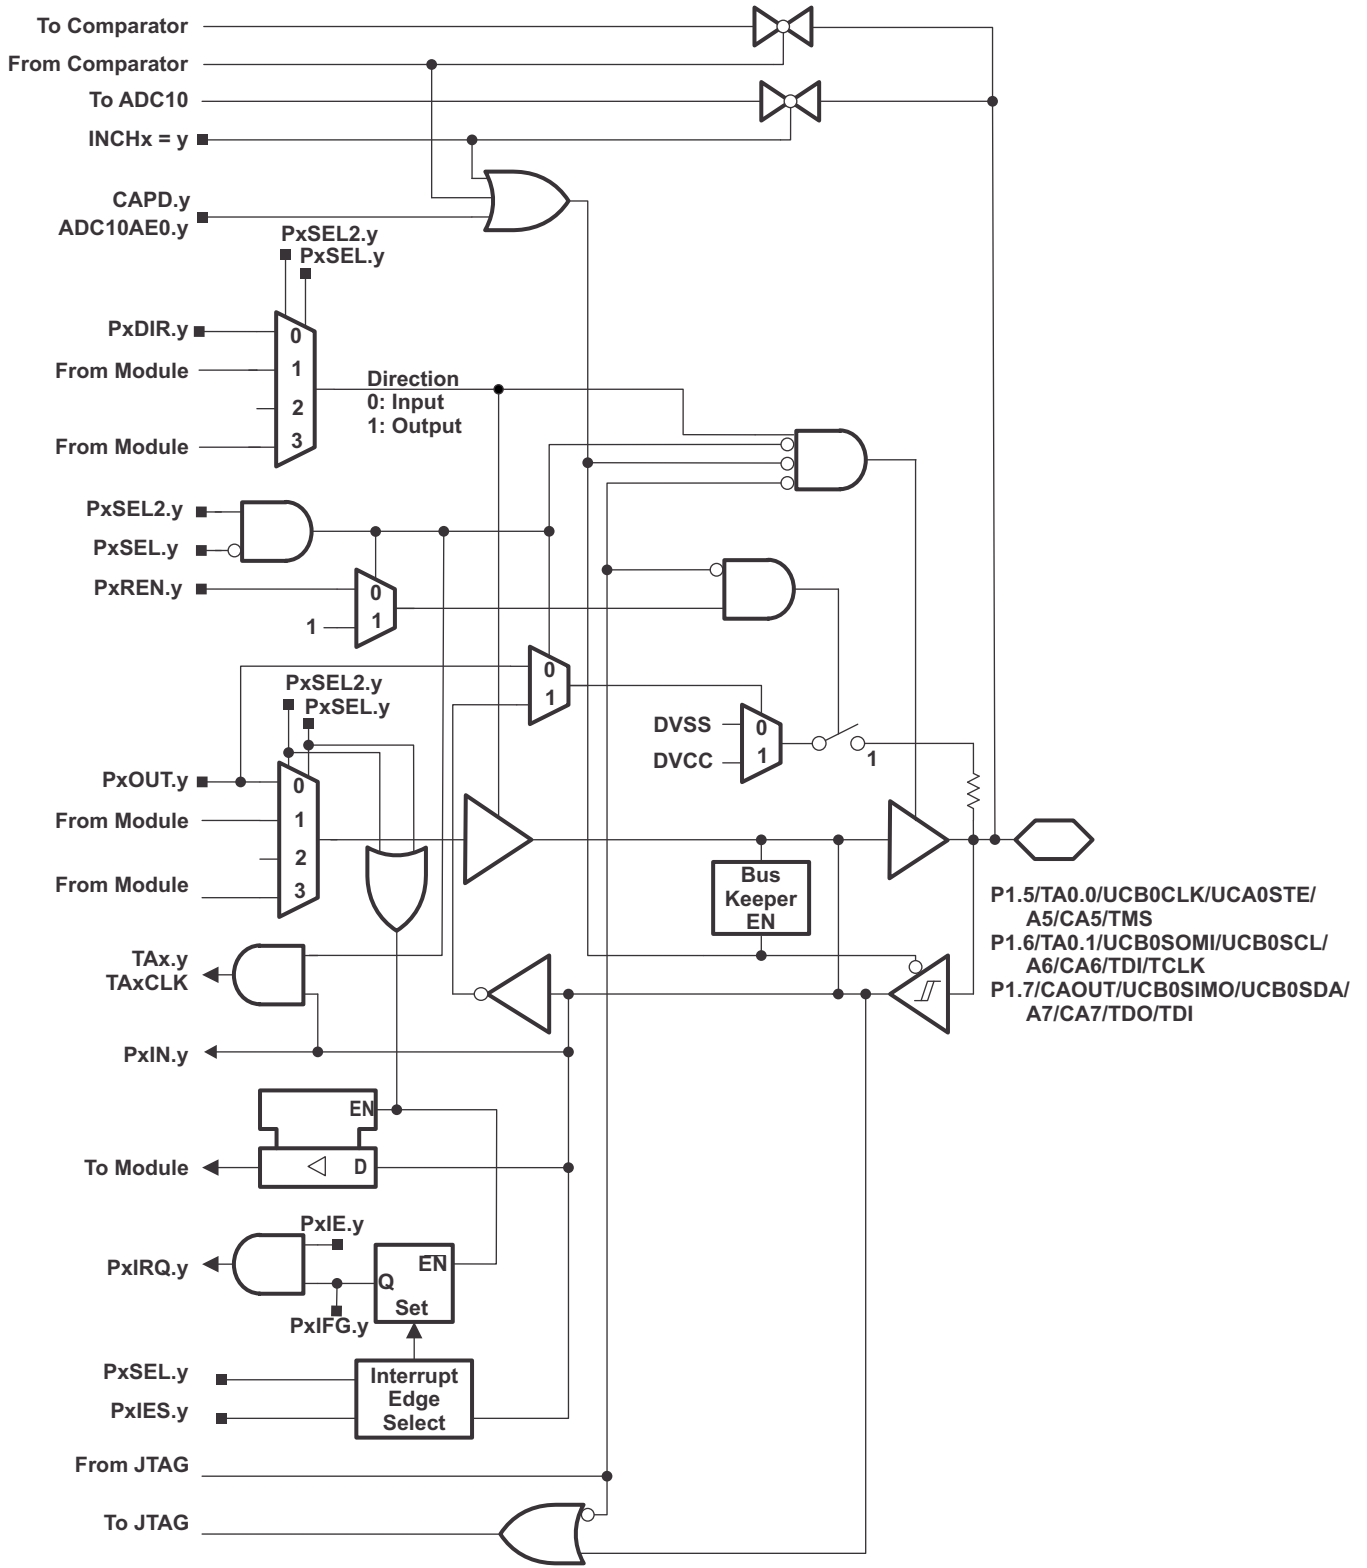 To Comparator
From Comparator
To ADC10
INCHx = y
CAPD.y
ADC10AE0.y
PxSEL2.y
PxSEL.y
PxDIR.y
0
From Module
1
2
From Module
3
Direction
0: Input
1: Output
PxSEL2.y
PxSEL.y
PxREN.y
0
1
1
0
1
PxSEL2.y
PxSEL.y
DVSS
0
DVCC
1
1
PxOUT.y
0
From Module
1
2
From Module
3
Bus
Keeper
EN
P1.5/TA0.0/UCB0CLK/UCA0STE/
A5/CA5/TMS
P1.6/TA0.1/UCB0SOMI/UCB0SCL/
A6/CA6/TDI/TCLK
P1.7/CAOUT/UCB0SIMO/UCB0SDA/
A7/CA7/TDO/TDI
TAx.y
TAxCLK
PxIN.y
EN
To Module
D
PxIE.y
PxIRQ.y
EN
Q
Set
PxIFG.y
PxSEL.y
PxIES.y
Interrupt
Edge
Select
From JTAG
To JTAG